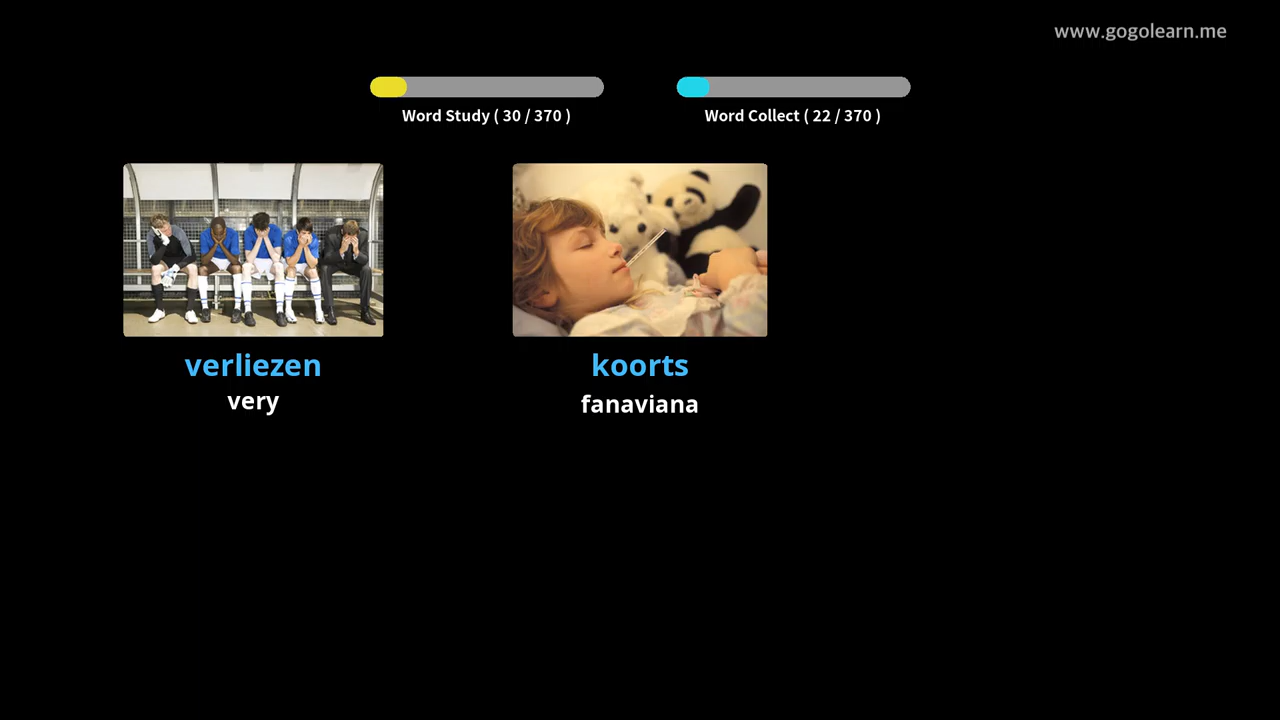 www.gogolearn.me
Word Study ( 30 / 370 )
Word Collect ( 22 / 370 )
verliezen
very
koorts
fanaviana